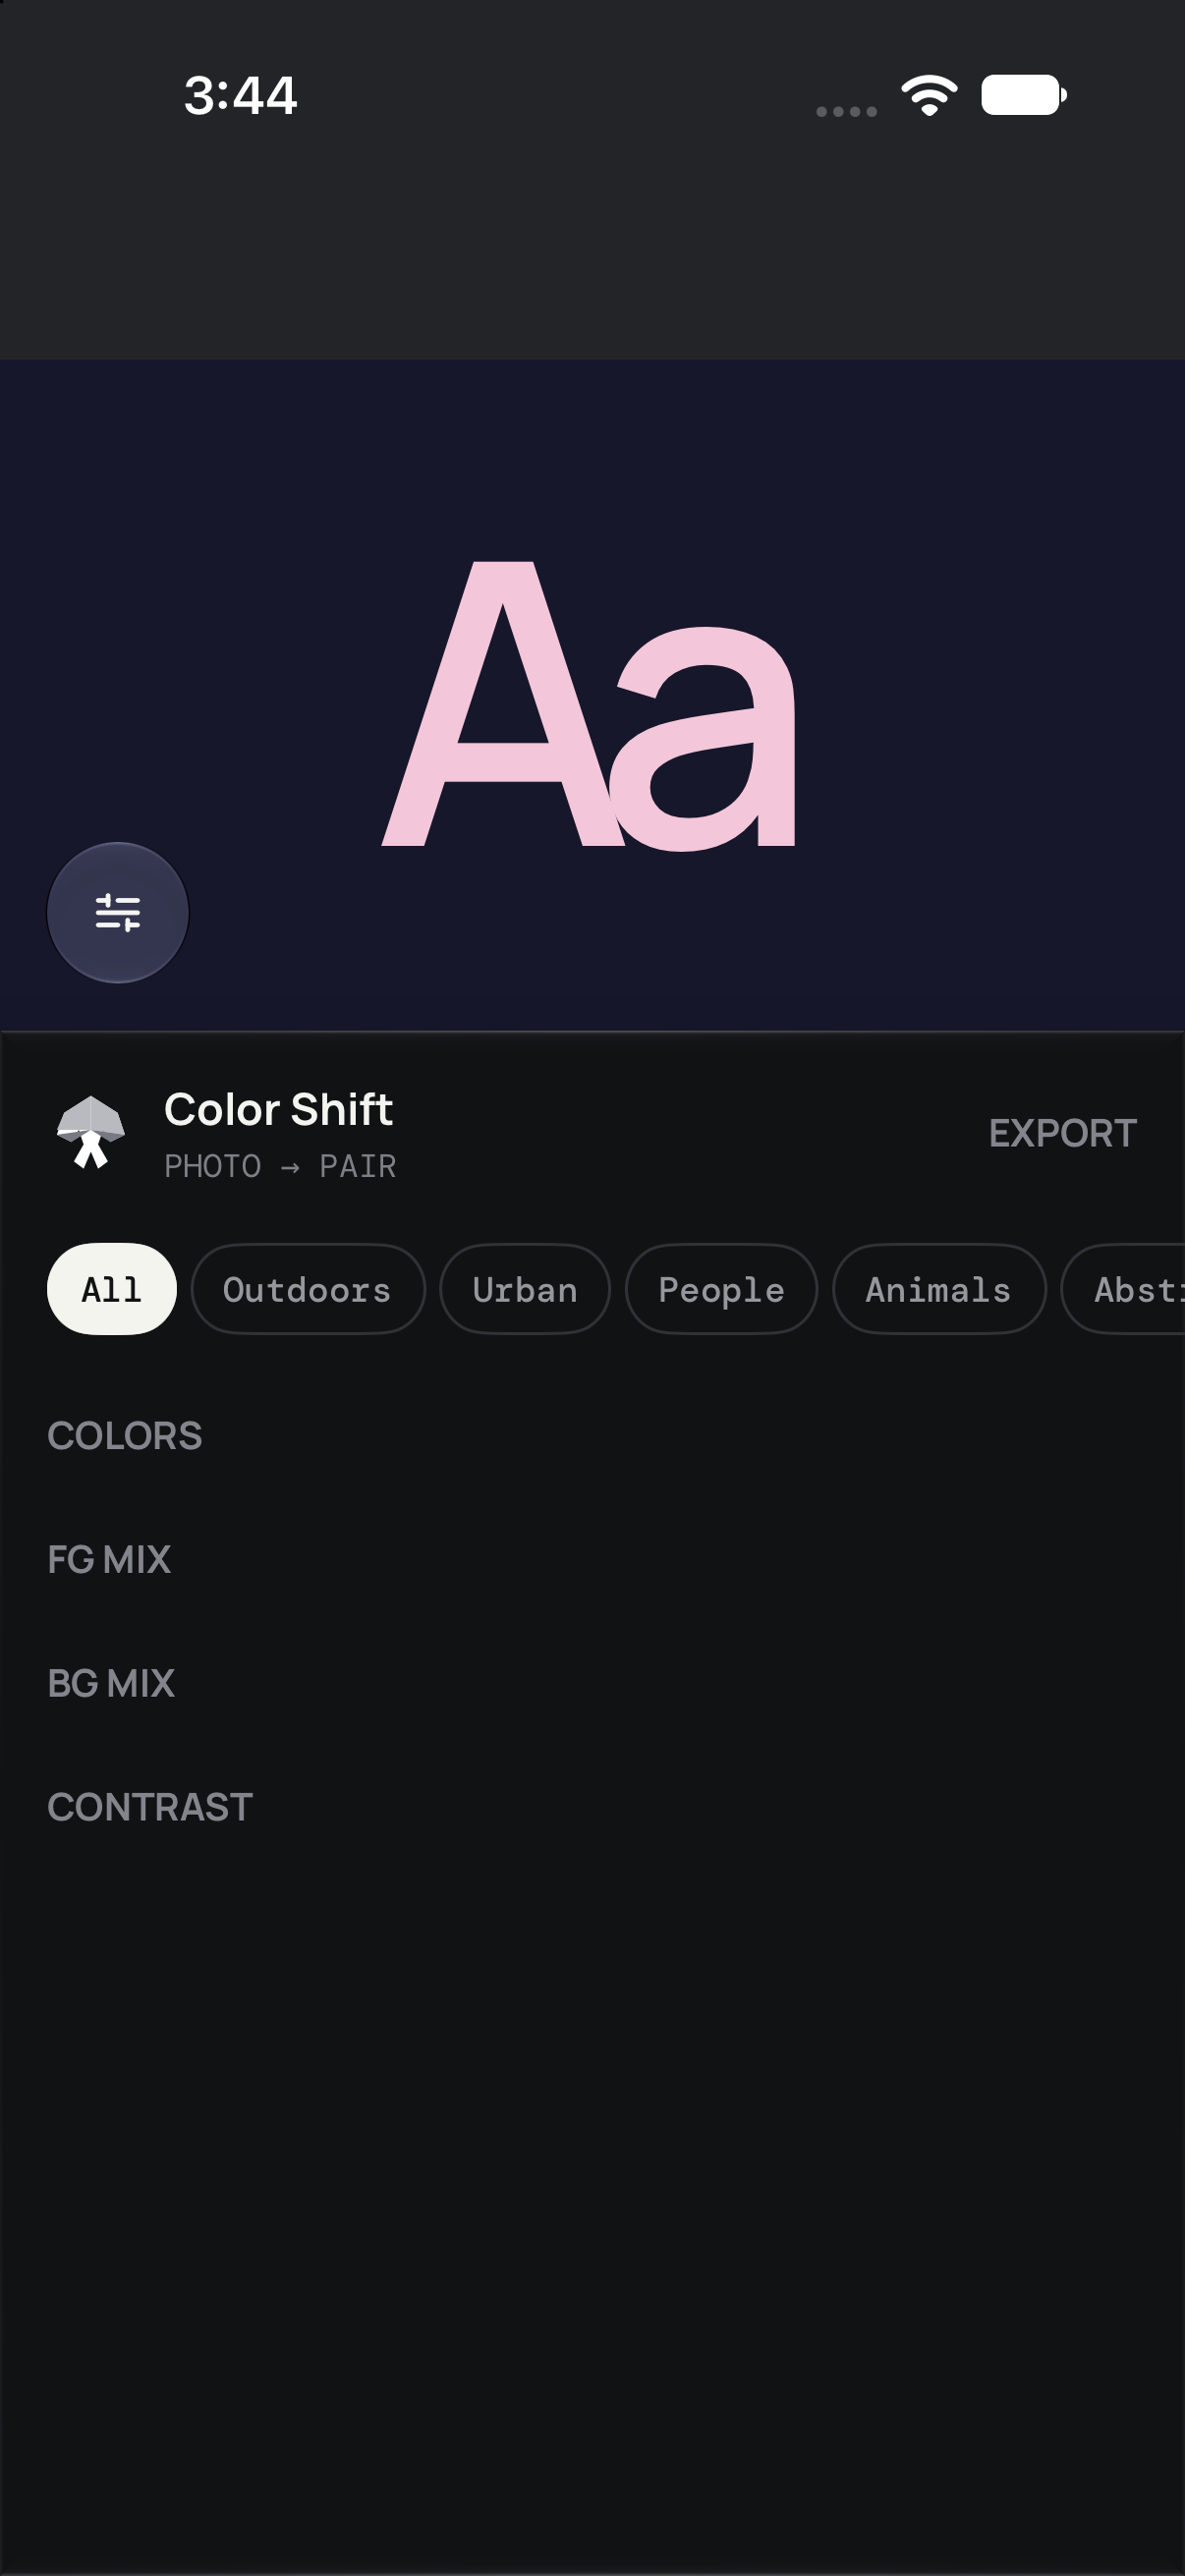 3:44
Aa
Color Shift
PHOTO → PAIR
EXPORT
All
Outdoors
Urban
People
Animals
COLORS
FG MIX
BG MIX
CONTRAST